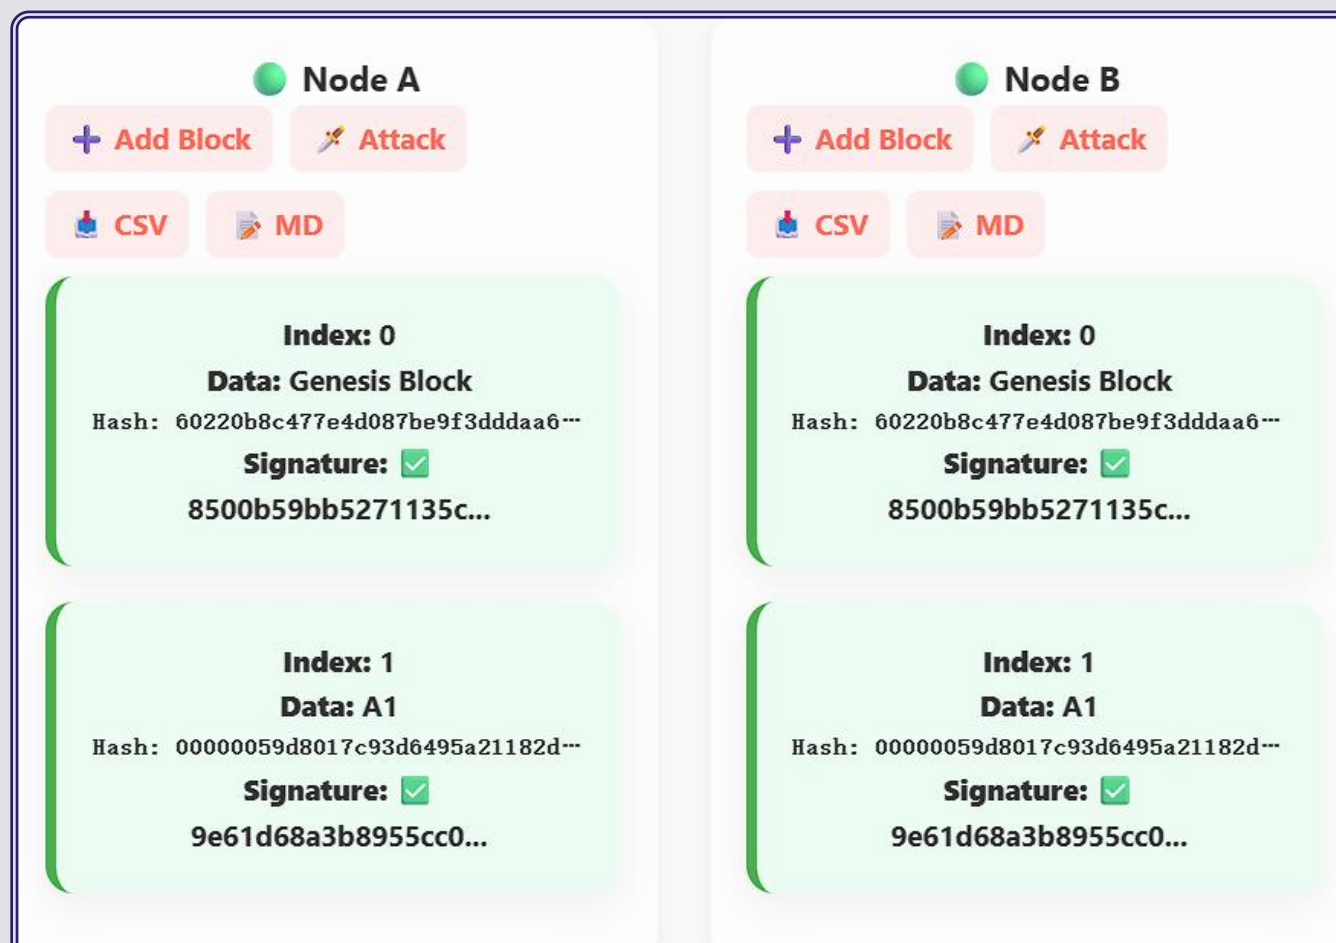 Node A
Add Block
Attack
CSV
MD
Index: 0
Data: Genesis Block
Hash: 60220b8c477e4d087be9f3dddaa6…
Signature: ✅
8500b59bb5271135c...
Index: 1
Data: A1
Hash: 00000059d8017c93d6495a21182d…
Signature: ✅
9e61d68a3b8955cc0...
Node B
Add Block
Attack
CSV
MD
Index: 0
Data: Genesis Block
Hash: 60220b8c477e4d087be9f3dddaa6…
Signature: ✅
8500b59bb5271135c...
Index: 1
Data: A1
Hash: 00000059d8017c93d6495a21182d…
Signature: ✅
9e61d68a3b8955cc0...